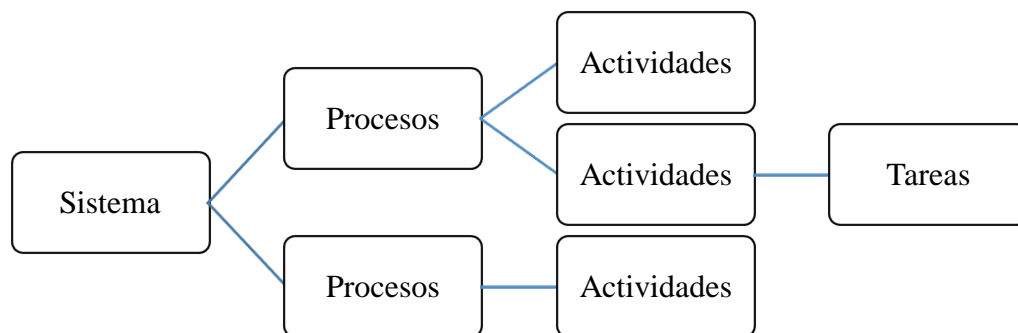 Sistema
Procesos
Actividades
Actividades
Tareas
Procesos
Actividades